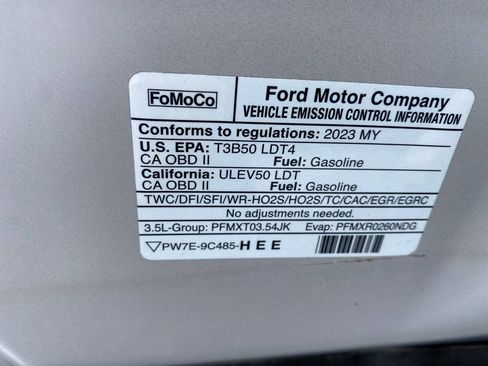 FoMoCo
Ford Motor Company
VEHICLE EMISSION CONTROL INFORMATION
Conforms to regulations: 2023 MY
U.S. EPA: T3B50 LDT4
CA OBD II Fuel: Gasoline
California: ULEV50 LDT
CA OBD II Fuel: Gasoline
TWC/DFI/SFI/WR-HO2S/HO2S/TC/CAC/EGR/EGRC
No adjustments needed.
3.5L-Group: PFMXT03.54JK Evap: PFMXR0260NDG
PW7E-9C485-HEE